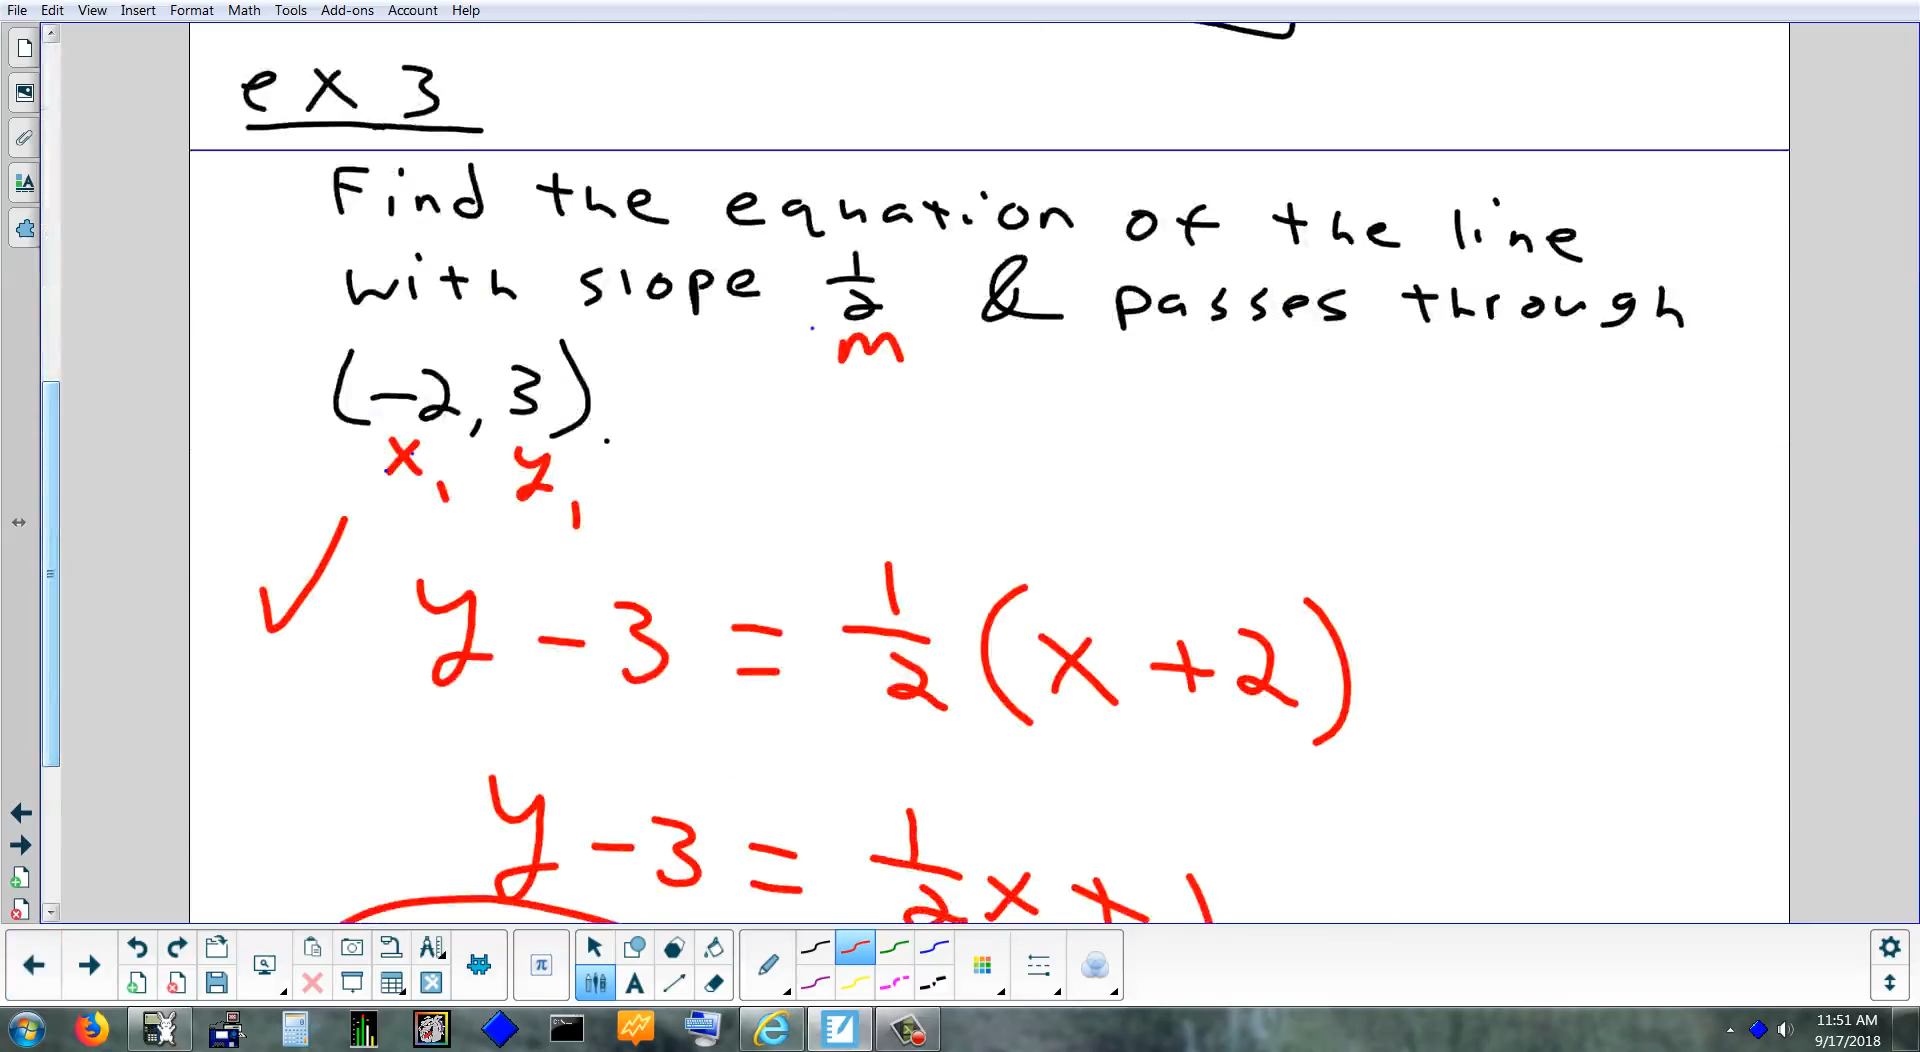 File Edit View Insert Format Math Tools Add-ons Account Help
ex 3
Find the equation of the line
with slope 1/2 & passes through
m
(-2, 3).
x₁ y₁
✓ y - 3 = 1/2 (x + 2)
y - 3 = 1/2 x + 1
11:51 AM
9/17/2018